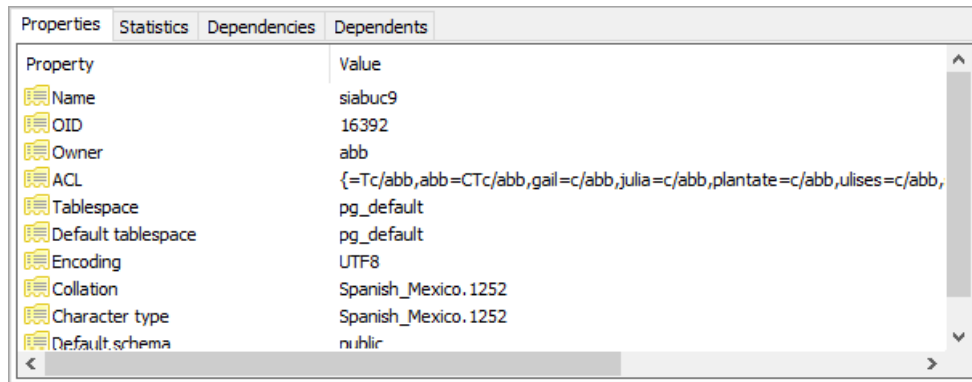 Properties Statistics Dependencies Dependents
Property Value
Name siabuc9
OID 16392
Owner abb
ACL {=Tc/abb,abb=CTc/abb,gail=c/abb,julia=c/abb,plantate=c/abb,ulises=c/abb,
Tablespace pg_default
Default tablespace pg_default
Encoding UTF8
Collation Spanish_Mexico.1252
Character type Spanish_Mexico.1252
Default schema public